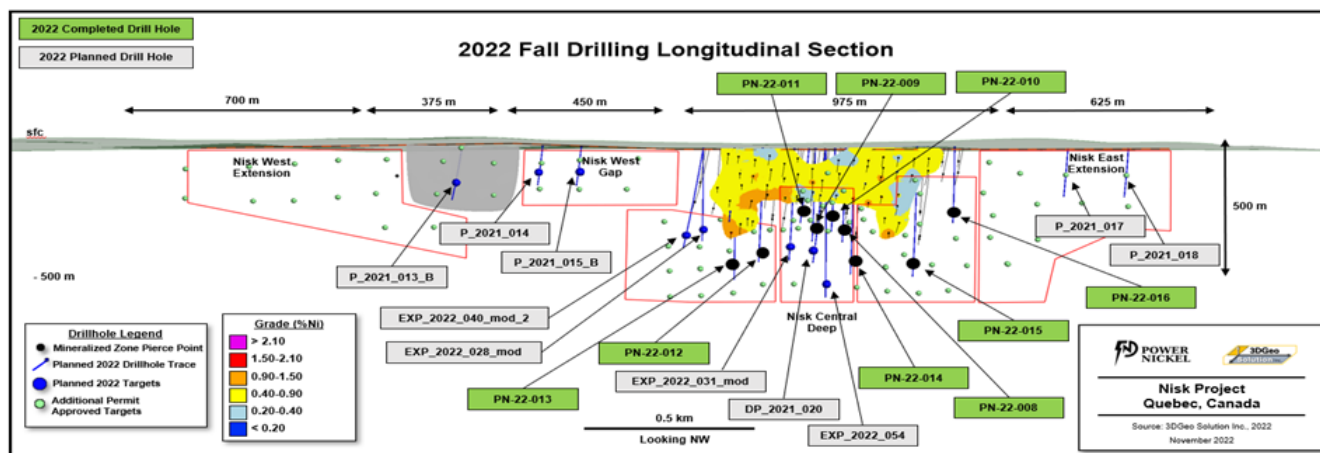 2022 Completed Drill Hole
2022 Planned Drill Hole
2022 Fall Drilling Longitudinal Section
PN-22-011
PN-22-009
PN-22-010
700 m
375 m
450 m
975 m
625 m
sfc
Nisk West
Extension
Nisk West
Gap
Nisk East
Extension
500 m
P_2021_014
P_2021_017
P_2021_013_B
P_2021_015_B
P_2021_018
- 500 m
PN-22-016
EXP_2022_040_mod_2
Nisk Central
Deep
PN-22-015
EXP_2022_028_mod
PN-22-012
EXP_2022_031_mod
PN-22-014
PN-22-013
DP_2021_020
PN-22-008
EXP_2022_054
Drillhole Legend
Mineralized Zone Pierce Point
Planned 2022 Drillhole Trace
Planned 2022 Targets
Additional Permit
Approved Targets
Grade (%Ni)
> 2.10
1.50-2.10
0.90-1.50
0.40-0.90
0.20-0.40
< 0.20
0.5 km
Looking NW
POWER
NICKEL
3DGeo
Solution Inc.
Nisk Project
Quebec, Canada
Source: 3DGeo Solution Inc., 2022
November 2022